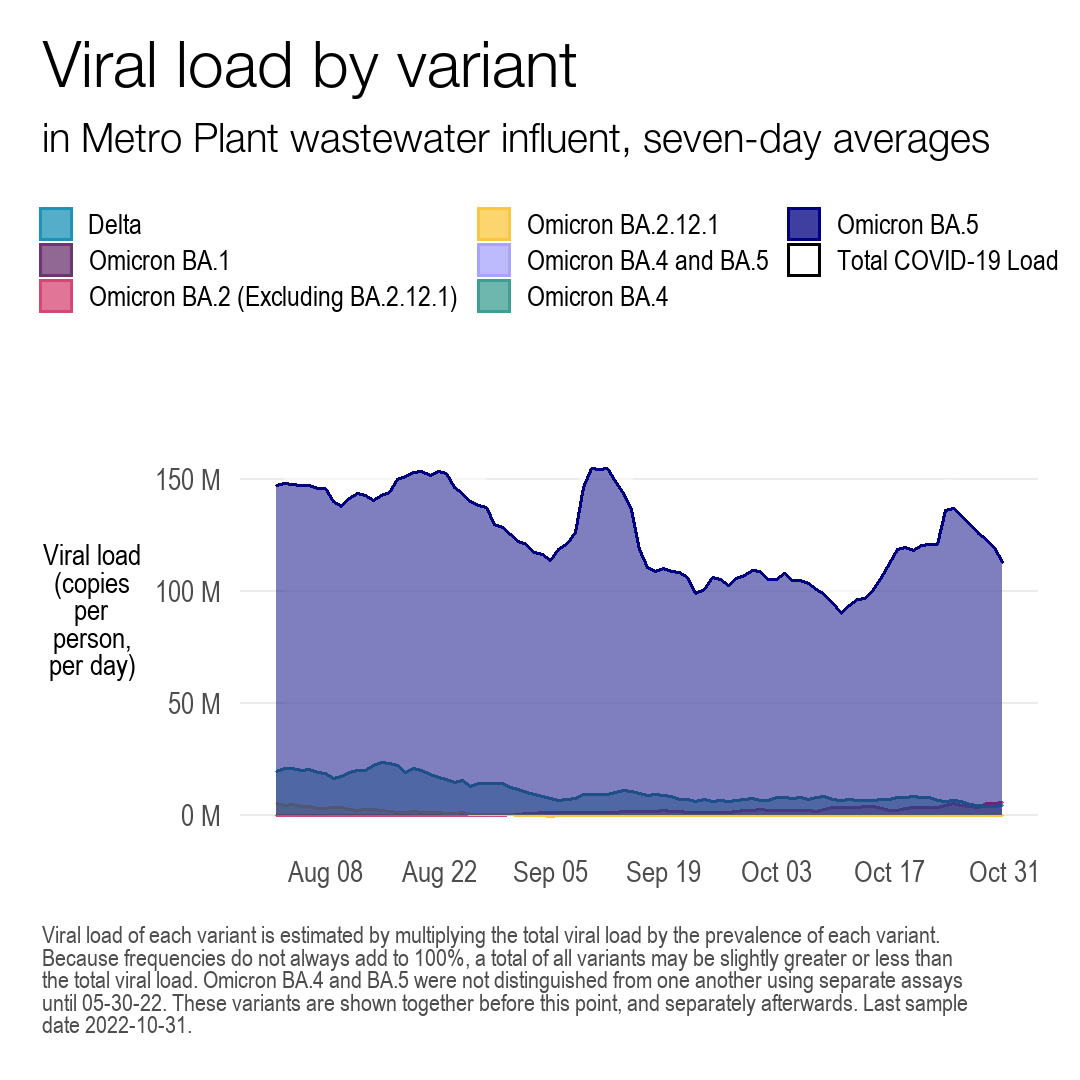 Viral load by variant
in Metro Plant wastewater influent, seven-day averages
Delta
Omicron BA.1
Omicron BA.2 (Excluding BA.2.12.1)
Omicron BA.2.12.1
Omicron BA.4 and BA.5
Omicron BA.4
Omicron BA.5
Total COVID-19 Load
Viral load
(copies
per
person,
per day)
150 M
100 M
50 M
0 M
Aug 08
Aug 22
Sep 05
Sep 19
Oct 03
Oct 17
Oct 31
Viral load of each variant is estimated by multiplying the total viral load by the prevalence of each variant.
Because frequencies do not always add to 100%, a total of all variants may be slightly greater or less than
the total viral load. Omicron BA.4 and BA.5 were not distinguished from one another using separate assays
until 05-30-22. These variants are shown together before this point, and separately afterwards. Last sample
date 2022-10-31.